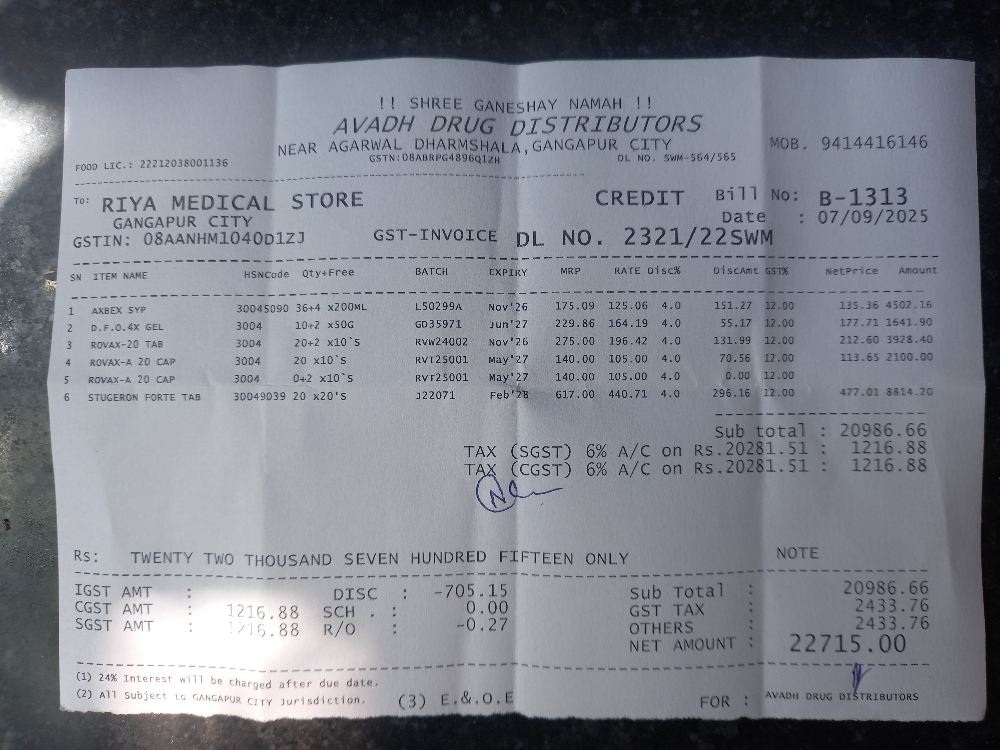 !! SHREE GANESHAY NAMAH !!
AVADH DRUG DISTRIBUTORS
NEAR AGARWAL DHARMSHALA, GANGAPUR CITY MOB. 9414416146
FOOD LIC.: 22212038001136 GSTN:08ABRPG4896Q1ZH DL NO. SWM-564/565
TO: RIYA MEDICAL STORE CREDIT Bill No: B-1313
GANGAPUR CITY Date : 07/09/2025
GSTIN: 08AANHM1040D1ZJ GST-INVOICE DL NO. 2321/22SWM
SN ITEM NAME HSNCode Qty+Free BATCH EXPIRY MRP RATE Disc% DiscAmt GST% NetPrice Amount
1 AXBEX SYP 30045090 36+4 x200ML L50299A Nov'26 175.09 125.06 4.0 151.27 12.00 135.36 4502.16
2 D.F.O.4X GEL 3004 10+2 x50G GD35971 Jun'27 229.86 164.19 4.0 55.17 12.00 177.71 1641.90
3 ROVAX-20 TAB 3004 20+2 x10`S RVW24002 Nov'26 275.00 196.42 4.0 131.99 12.00 212.60 3928.40
4 ROVAX-A 20 CAP 3004 20 x10`S RVT25001 May'27 140.00 105.00 4.0 70.56 12.00 113.65 2100.00
5 ROVAX-A 20 CAP 3004 0+2 x10`S RVT25001 May'27 140.00 105.00 4.0 0.00 12.00
6 STUGERON FORTE TAB 30049039 20 x20'S J22071 Feb'28 617.00 440.71 4.0 296.16 12.00 477.01 8814.20
Sub total : 20986.66
TAX (SGST) 6% A/C on Rs.20281.51 : 1216.88
TAX (CGST) 6% A/C on Rs.20281.51 : 1216.88
Rs: TWENTY TWO THOUSAND SEVEN HUNDRED FIFTEEN ONLY NOTE
IGST AMT : DISC : -705.15 Sub Total : 20986.66
CGST AMT : 1216.88 SCH . : 0.00 GST TAX : 2433.76
SGST AMT : 1216.88 R/O : -0.27 OTHERS : 2433.76
NET AMOUNT : 22715.00
(1) 24% Interest will be charged after due date.
(2) All Subject to GANGAPUR CITY Jurisdiction. (3) E.&.O.E FOR : AVADH DRUG DISTRIBUTORS